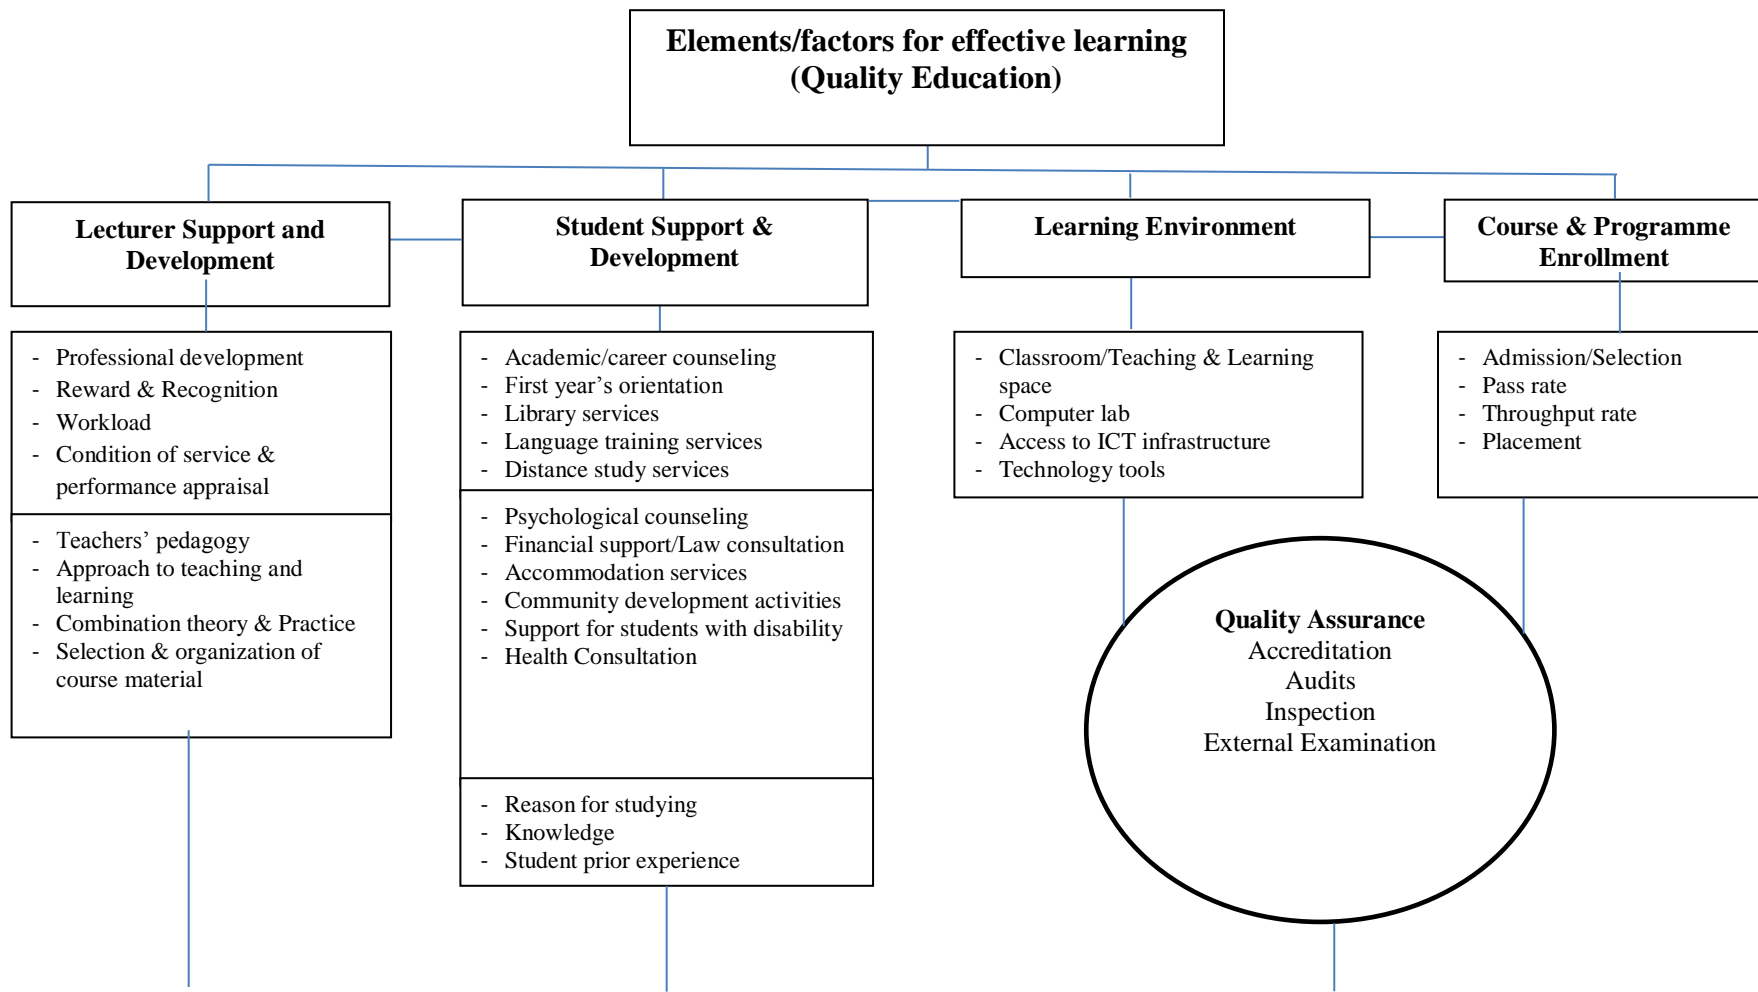 Elements/factors for effective learning
(Quality Education)
Lecturer Support and
Development
Student Support &
Development
Learning Environment
Course & Programme
Enrollment
- Professional development
- Reward & Recognition
- Workload
- Condition of service &
performance appraisal
- Teachers’ pedagogy
- Approach to teaching and
learning
- Combination theory & Practice
- Selection & organization of
course material
- Academic/career counseling
- First year’s orientation
- Library services
- Language training services
- Distance study services
- Psychological counseling
- Financial support/Law consultation
- Accommodation services
- Community development activities
- Support for students with disability
- Health Consultation
- Reason for studying
- Knowledge
- Student prior experience
- Classroom/Teaching & Learning
space
- Computer lab
- Access to ICT infrastructure
- Technology tools
- Admission/Selection
- Pass rate
- Throughput rate
- Placement
Quality Assurance
Accreditation
Audits
Inspection
External Examination